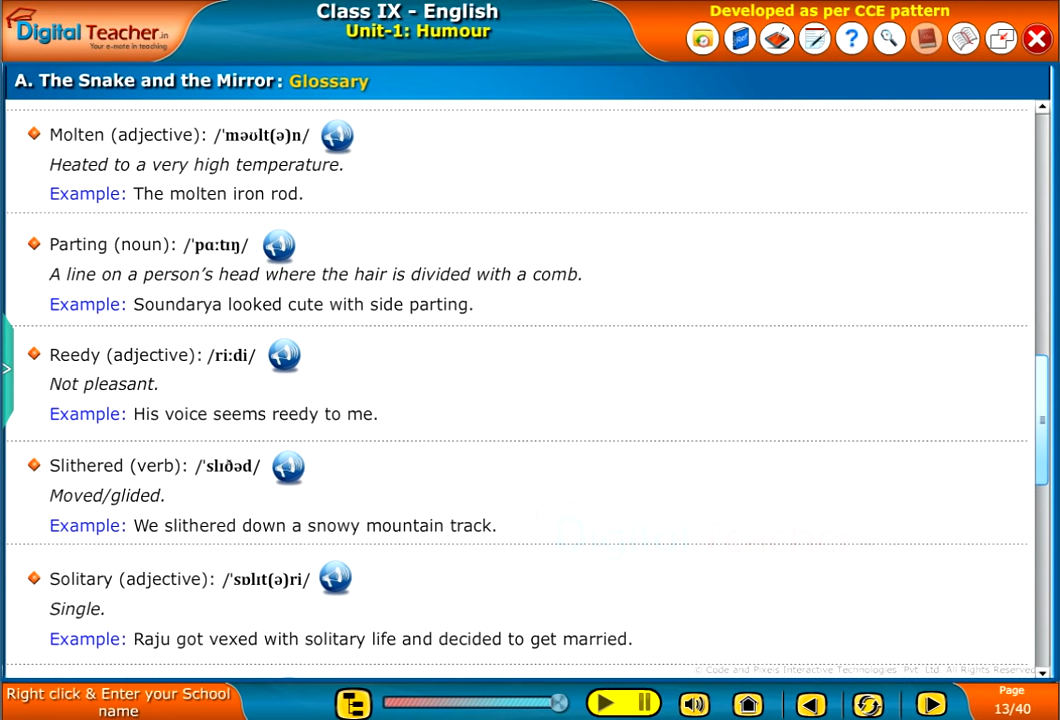 Digital Teacher.in
Your e-mate in teaching
Class IX - English
Unit-1: Humour
Developed as per CCE pattern
A. The Snake and the Mirror: Glossary
Molten (adjective): /ˈməʊlt(ə)n/
Heated to a very high temperature.
Example: The molten iron rod.
Parting (noun): /ˈpɑːtɪŋ/
A line on a person's head where the hair is divided with a comb.
Example: Soundarya looked cute with side parting.
Reedy (adjective): /riːdi/
Not pleasant.
Example: His voice seems reedy to me.
Slithered (verb): /ˈslɪðəd/
Moved/glided.
Example: We slithered down a snowy mountain track.
Solitary (adjective): /ˈsɒlɪt(ə)ri/
Single.
Example: Raju got vexed with solitary life and decided to get married.
© Code and Pixels Interactive Technologies. Pvt. Ltd. All Rights Reserved
Right click & Enter your School
name
Page
13/40